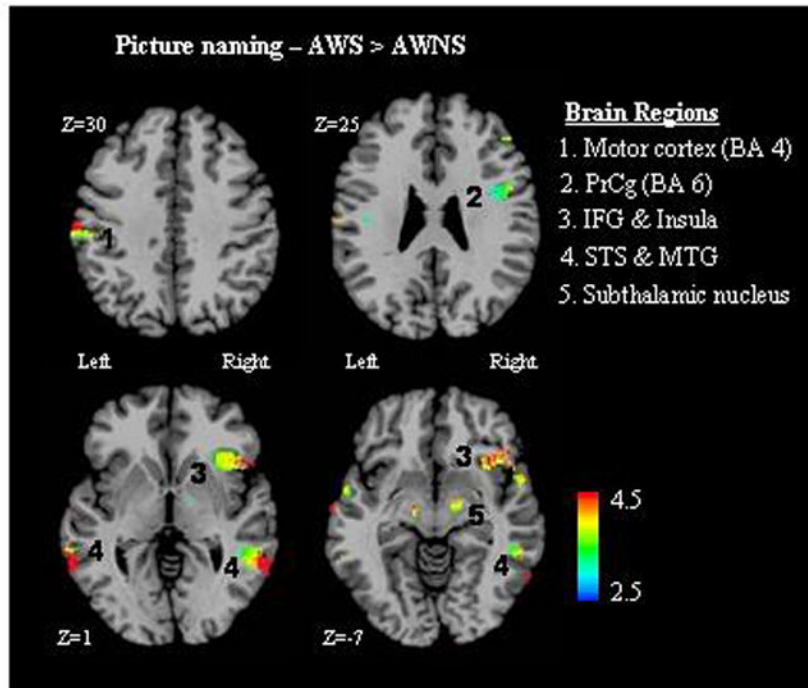 Picture naming – AWS > AWNS
Z=30
Z=25
Brain Regions
1. Motor cortex (BA 4)
2. PrCg (BA 6)
3. IFG & Insula
4. STS & MTG
5. Subthalamic nucleus
1
2
Left
Right
Left
Right
3
4
4
Z=1
3
5
4
Z=-7
4.5
2.5